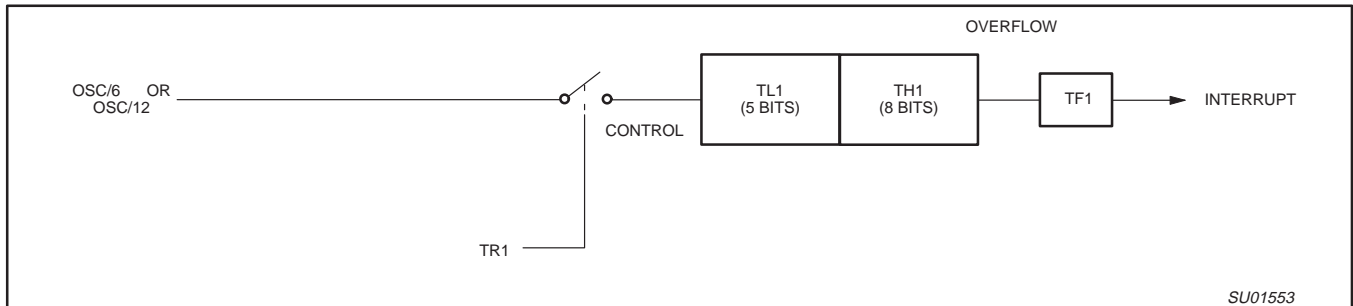 OVERFLOW
OSC/6 OR
OSC/12
TL1
(5 BITS)
TH1
(8 BITS)
TF1
INTERRUPT
CONTROL
TR1
SU01553